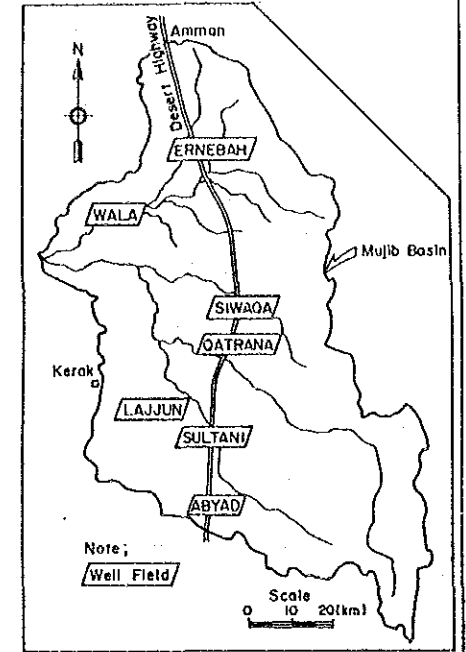 Amman
N
Desert Highway
ERNEBAH
WALA
Mujib Basin
SIWAQA
QATRANA
Kerak
LAJJUN
SULTANI
ABYAD
Note;
Well Field
Scale
0 10 20(km)